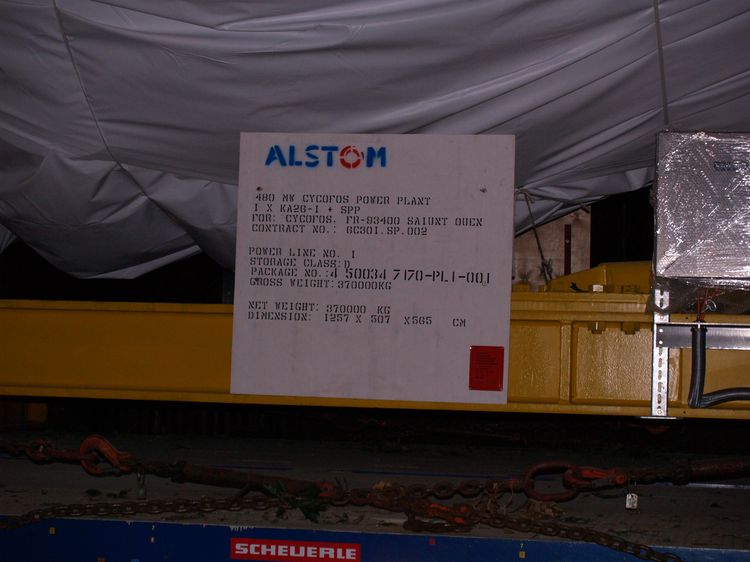 ALSTOM
480 MW CYCOFOS POWER PLANT
1 X KA26-1 + SPP
FOR: CYCOFOS, FR-93400 SAIUNT OUEN
CONTRACT NO.: GC301.SP.002
POWER LINE NO. 1
STORAGE CLASS:D
PACKAGE NO.:4 50034 7170-PL1-001
GROSS WEIGHT:370000KG
NET WEIGHT: 370000 KG
DIMENSION: 1257 X 507 X565 CM
SCHEUERLE